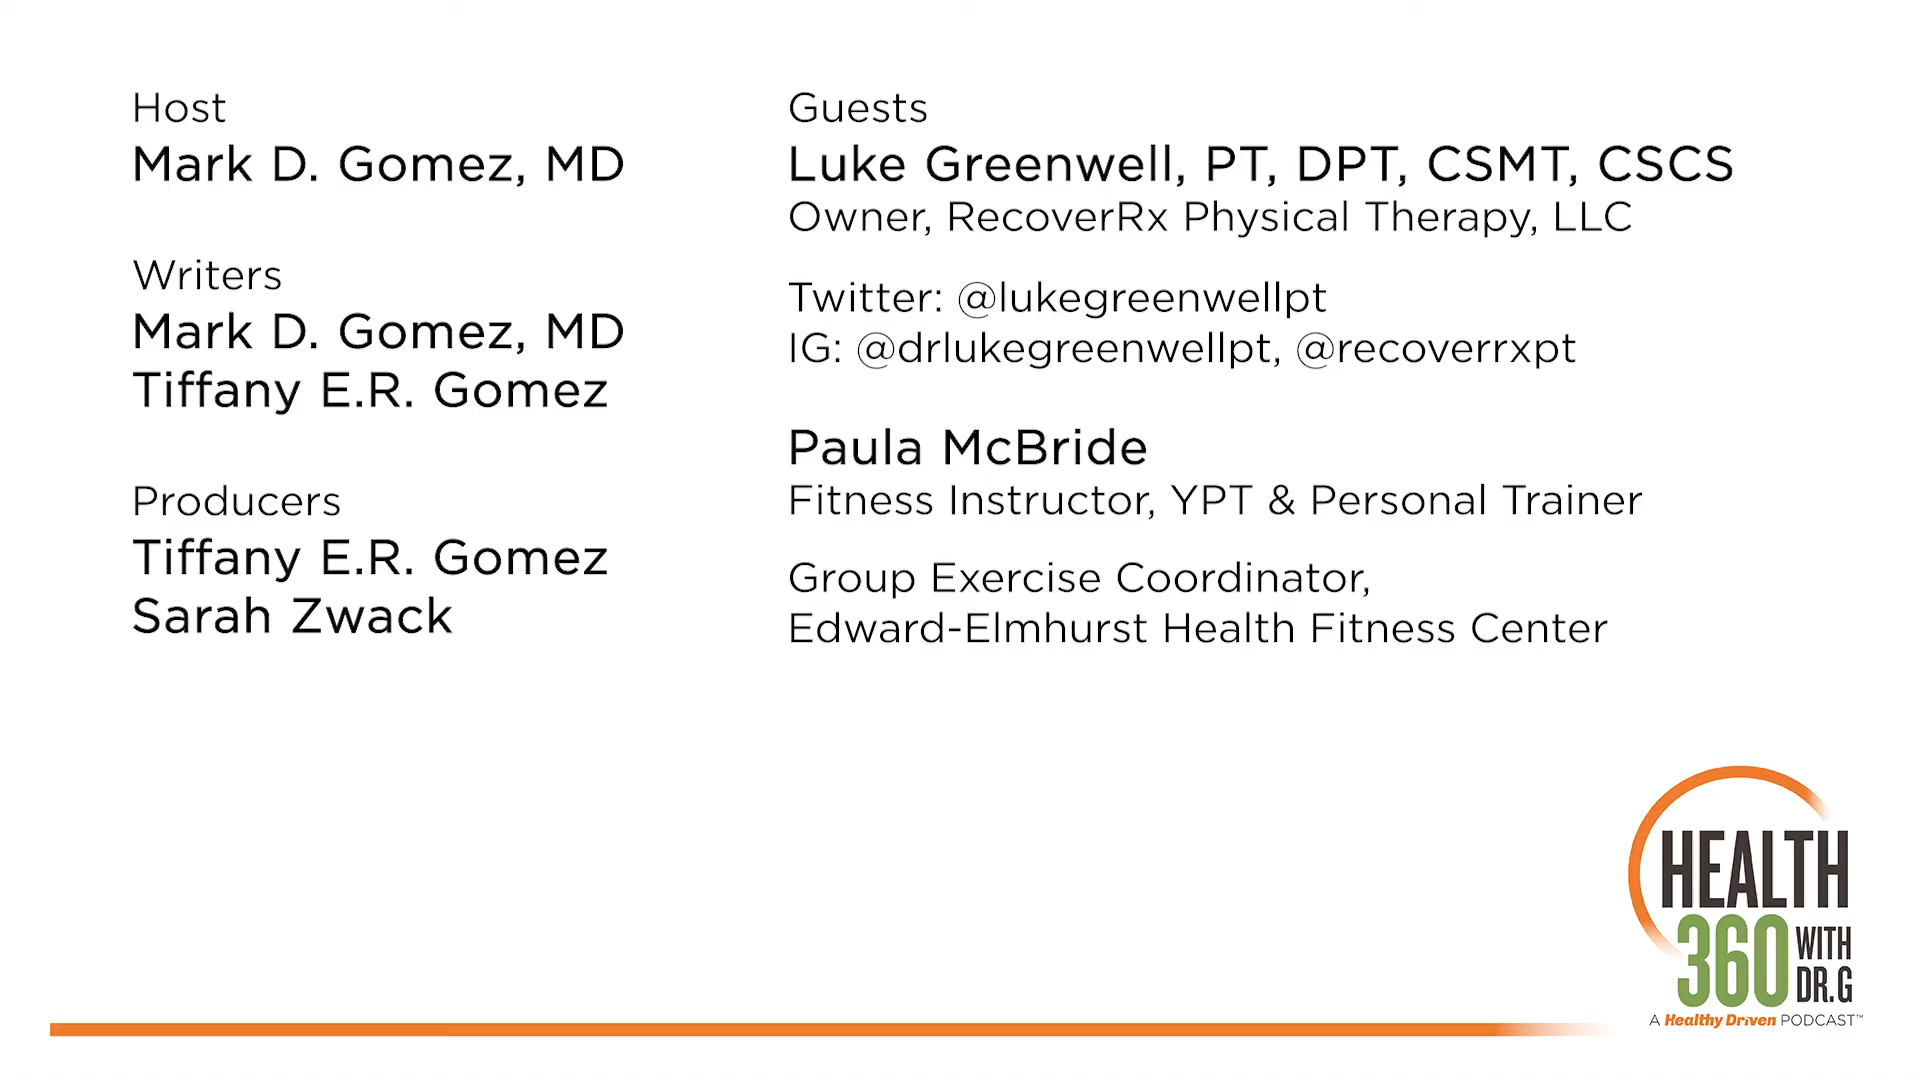 Host
Mark D. Gomez, MD
Writers
Mark D. Gomez, MD
Tiffany E.R. Gomez
Producers
Tiffany E.R. Gomez
Sarah Zwack
Guests
Luke Greenwell, PT, DPT, CSMT, CSCS
Owner, RecoverRx Physical Therapy, LLC
Twitter: @lukegreenwellpt
IG: @drlukegreenwellpt, @recoverrxpt
Paula McBride
Fitness Instructor, YPT & Personal Trainer
Group Exercise Coordinator,
Edward-Elmhurst Health Fitness Center
HEALTH
360 WITH
DR.G
A Healthy Driven PODCAST™